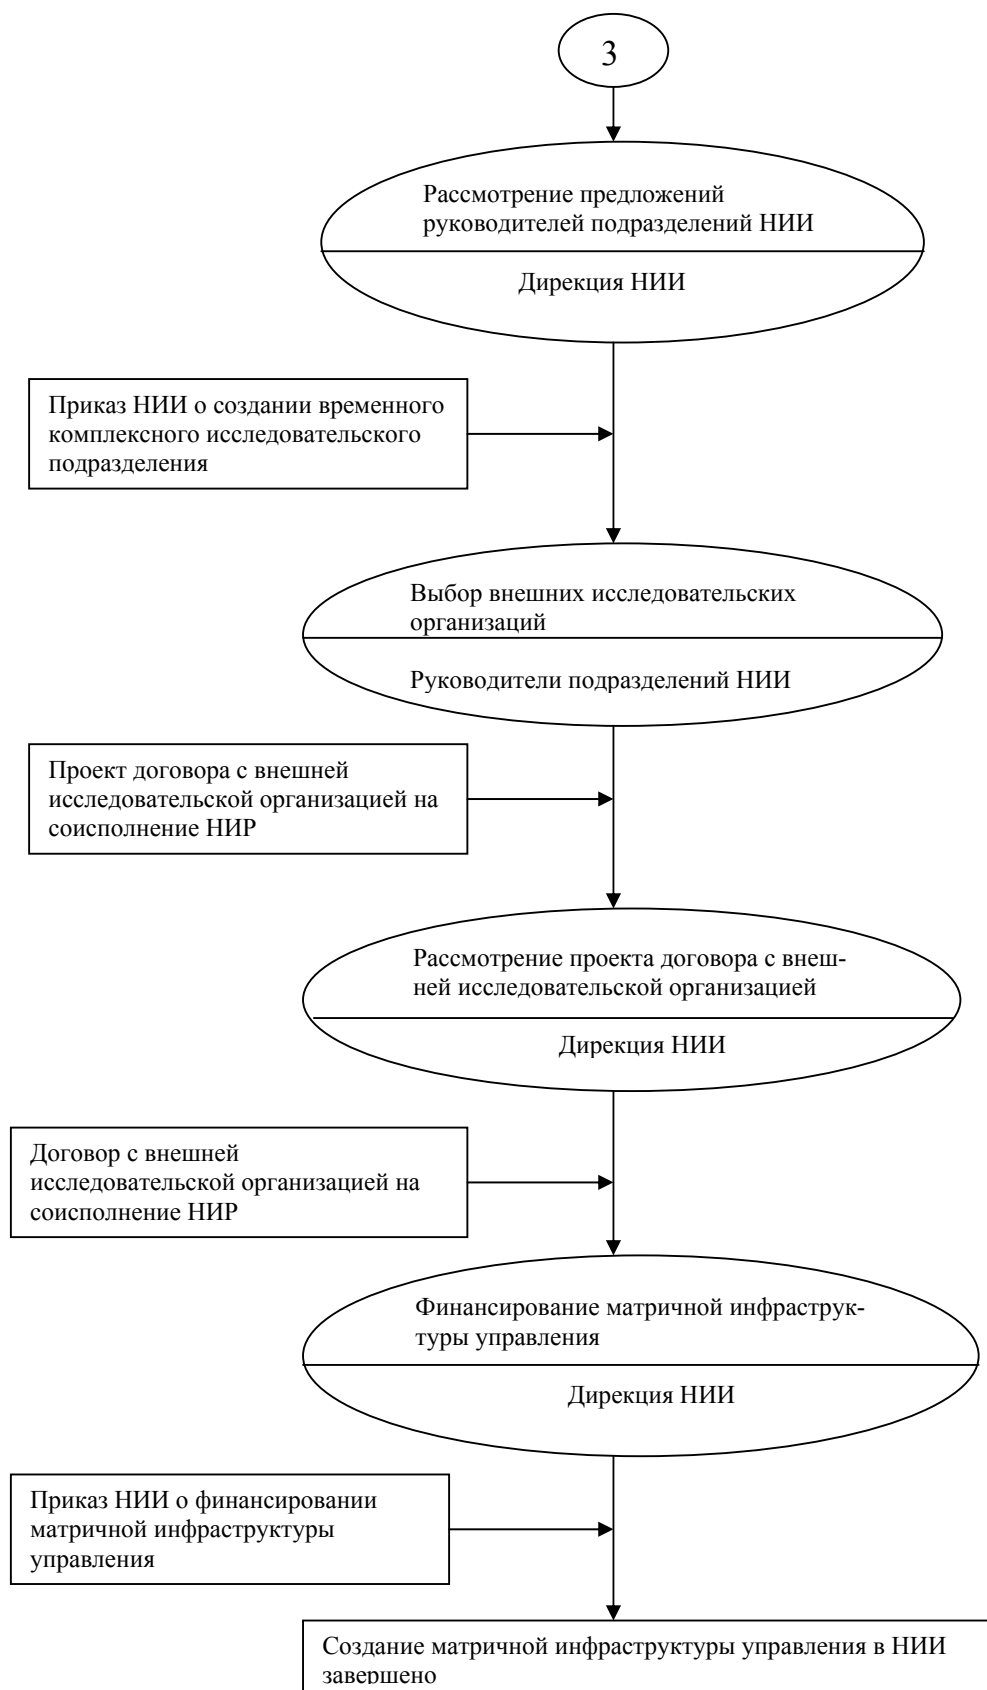 3
Рассмотрение предложений
руководителей подразделений НИИ
Дирекция НИИ
Приказ НИИ о создании временного
комплексного исследовательского
подразделения
Выбор внешних исследовательских
организаций
Руководители подразделений НИИ
Проект договора с внешней
исследовательской организацией на
соисполнение НИР
Рассмотрение проекта договора с внеш-
ней исследовательской организацией
Дирекция НИИ
Договор с внешней
исследовательской организацией на
соисполнение НИР
Финансирование матричной инфраструк-
туры управления
Дирекция НИИ
Приказ НИИ о финансировании
матричной инфраструктуры
управления
Создание матричной инфраструктуры управления в НИИ
завершено